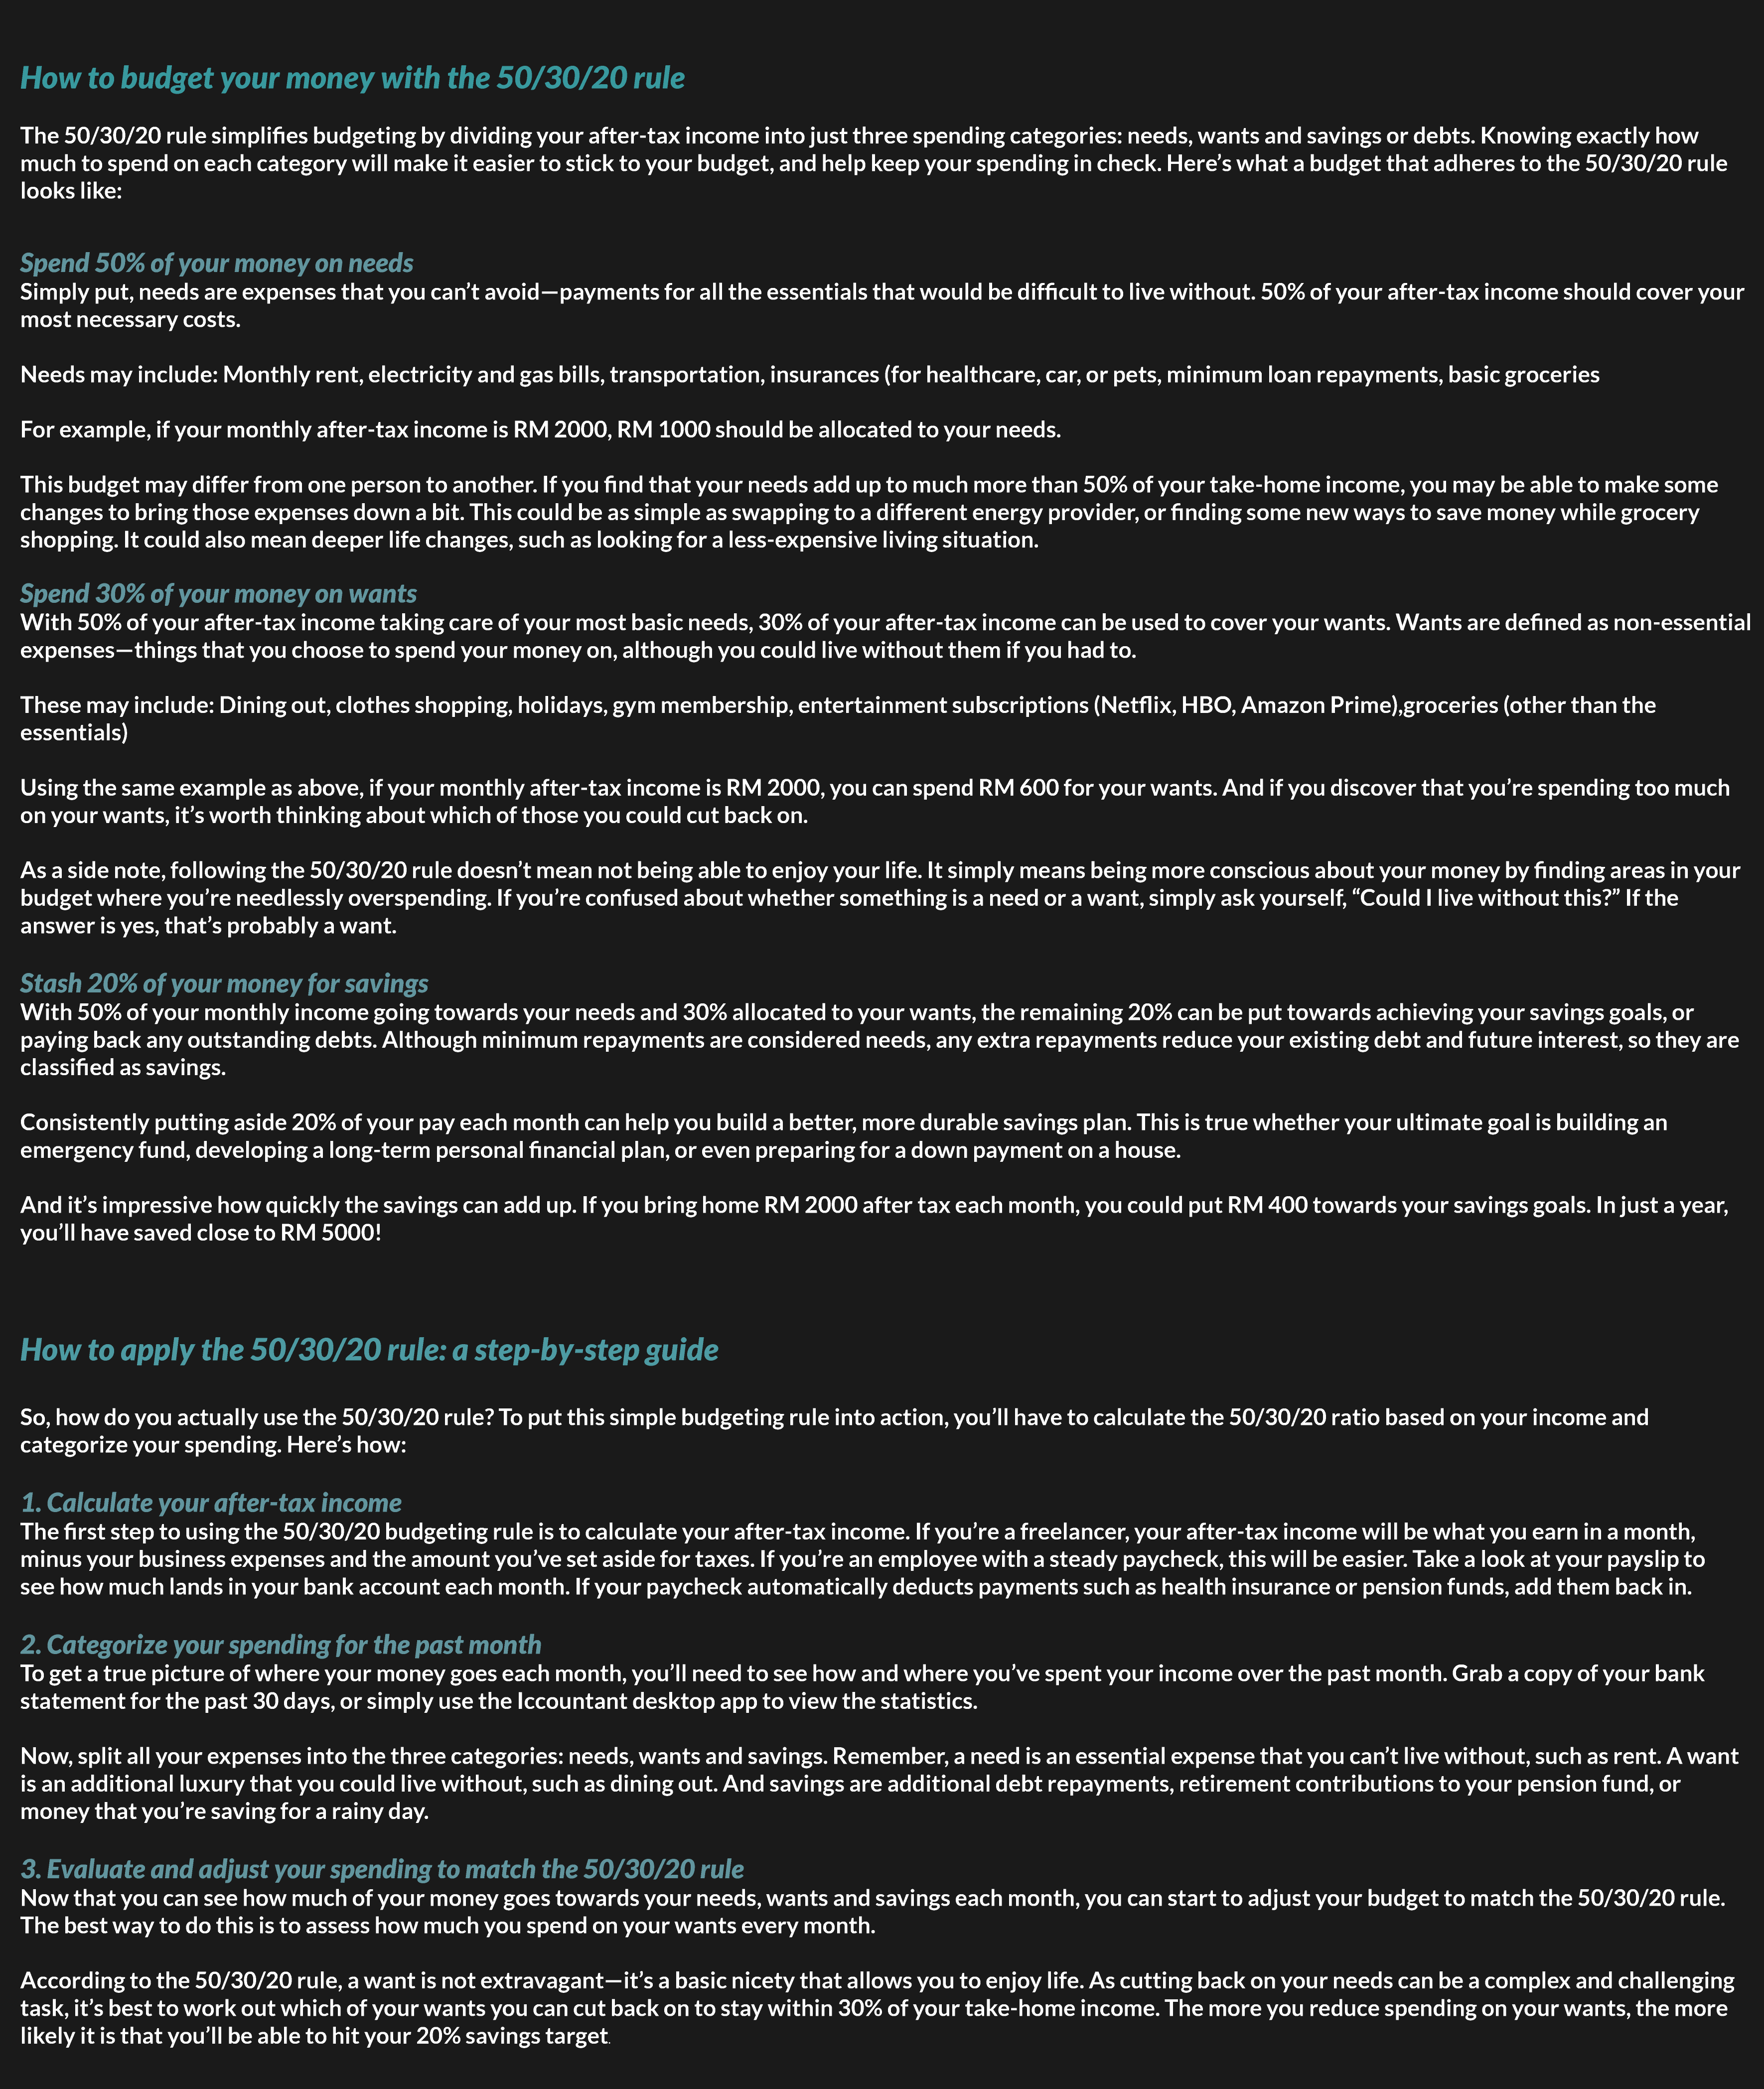 How to budget your money with the 50/30/20 rule
The 50/30/20 rule simplifies budgeting by dividing your after-tax income into just three spending categories: needs, wants and savings or debts. Knowing exactly how
much to spend on each category will make it easier to stick to your budget, and help keep your spending in check. Here’s what a budget that adheres to the 50/30/20 rule
looks like:
Spend 50% of your money on needs
Simply put, needs are expenses that you can’t avoid—payments for all the essentials that would be difficult to live without. 50% of your after-tax income should cover your
most necessary costs.
Needs may include: Monthly rent, electricity and gas bills, transportation, insurances (for healthcare, car, or pets, minimum loan repayments, basic groceries
For example, if your monthly after-tax income is RM 2000, RM 1000 should be allocated to your needs.
This budget may differ from one person to another. If you find that your needs add up to much more than 50% of your take-home income, you may be able to make some
changes to bring those expenses down a bit. This could be as simple as swapping to a different energy provider, or finding some new ways to save money while grocery
shopping. It could also mean deeper life changes, such as looking for a less-expensive living situation.
Spend 30% of your money on wants
With 50% of your after-tax income taking care of your most basic needs, 30% of your after-tax income can be used to cover your wants. Wants are defined as non-essential
expenses—things that you choose to spend your money on, although you could live without them if you had to.
These may include: Dining out, clothes shopping, holidays, gym membership, entertainment subscriptions (Netflix, HBO, Amazon Prime),groceries (other than the
essentials)
Using the same example as above, if your monthly after-tax income is RM 2000, you can spend RM 600 for your wants. And if you discover that you’re spending too much
on your wants, it’s worth thinking about which of those you could cut back on.
As a side note, following the 50/30/20 rule doesn’t mean not being able to enjoy your life. It simply means being more conscious about your money by finding areas in your
budget where you’re needlessly overspending. If you’re confused about whether something is a need or a want, simply ask yourself, “Could I live without this?” If the
answer is yes, that’s probably a want.
Stash 20% of your money for savings
With 50% of your monthly income going towards your needs and 30% allocated to your wants, the remaining 20% can be put towards achieving your savings goals, or
paying back any outstanding debts. Although minimum repayments are considered needs, any extra repayments reduce your existing debt and future interest, so they are
classified as savings.
Consistently putting aside 20% of your pay each month can help you build a better, more durable savings plan. This is true whether your ultimate goal is building an
emergency fund, developing a long-term personal financial plan, or even preparing for a down payment on a house.
And it’s impressive how quickly the savings can add up. If you bring home RM 2000 after tax each month, you could put RM 400 towards your savings goals. In just a year,
you’ll have saved close to RM 5000!
How to apply the 50/30/20 rule: a step-by-step guide
So, how do you actually use the 50/30/20 rule? To put this simple budgeting rule into action, you’ll have to calculate the 50/30/20 ratio based on your income and
categorize your spending. Here’s how:
1. Calculate your after-tax income
The first step to using the 50/30/20 budgeting rule is to calculate your after-tax income. If you’re a freelancer, your after-tax income will be what you earn in a month,
minus your business expenses and the amount you’ve set aside for taxes. If you’re an employee with a steady paycheck, this will be easier. Take a look at your payslip to
see how much lands in your bank account each month. If your paycheck automatically deducts payments such as health insurance or pension funds, add them back in.
2. Categorize your spending for the past month
To get a true picture of where your money goes each month, you’ll need to see how and where you’ve spent your income over the past month. Grab a copy of your bank
statement for the past 30 days, or simply use the Iccountant desktop app to view the statistics.
Now, split all your expenses into the three categories: needs, wants and savings. Remember, a need is an essential expense that you can’t live without, such as rent. A want
is an additional luxury that you could live without, such as dining out. And savings are additional debt repayments, retirement contributions to your pension fund, or
money that you’re saving for a rainy day.
3. Evaluate and adjust your spending to match the 50/30/20 rule
Now that you can see how much of your money goes towards your needs, wants and savings each month, you can start to adjust your budget to match the 50/30/20 rule.
The best way to do this is to assess how much you spend on your wants every month.
According to the 50/30/20 rule, a want is not extravagant—it’s a basic nicety that allows you to enjoy life. As cutting back on your needs can be a complex and challenging
task, it’s best to work out which of your wants you can cut back on to stay within 30% of your take-home income. The more you reduce spending on your wants, the more
likely it is that you’ll be able to hit your 20% savings target.